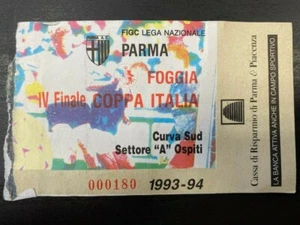 FIGC LEGA NAZIONALE
PARMA
FOGGIA
IV Finale COPPA ITALIA
Curva Sud
Settore "A" Ospiti
000180 1993-94
Cassa di Risparmio di Parma & Piacenza
LA BANCA ATTIVA ANCHE IN CAMPO SPORTIVO.